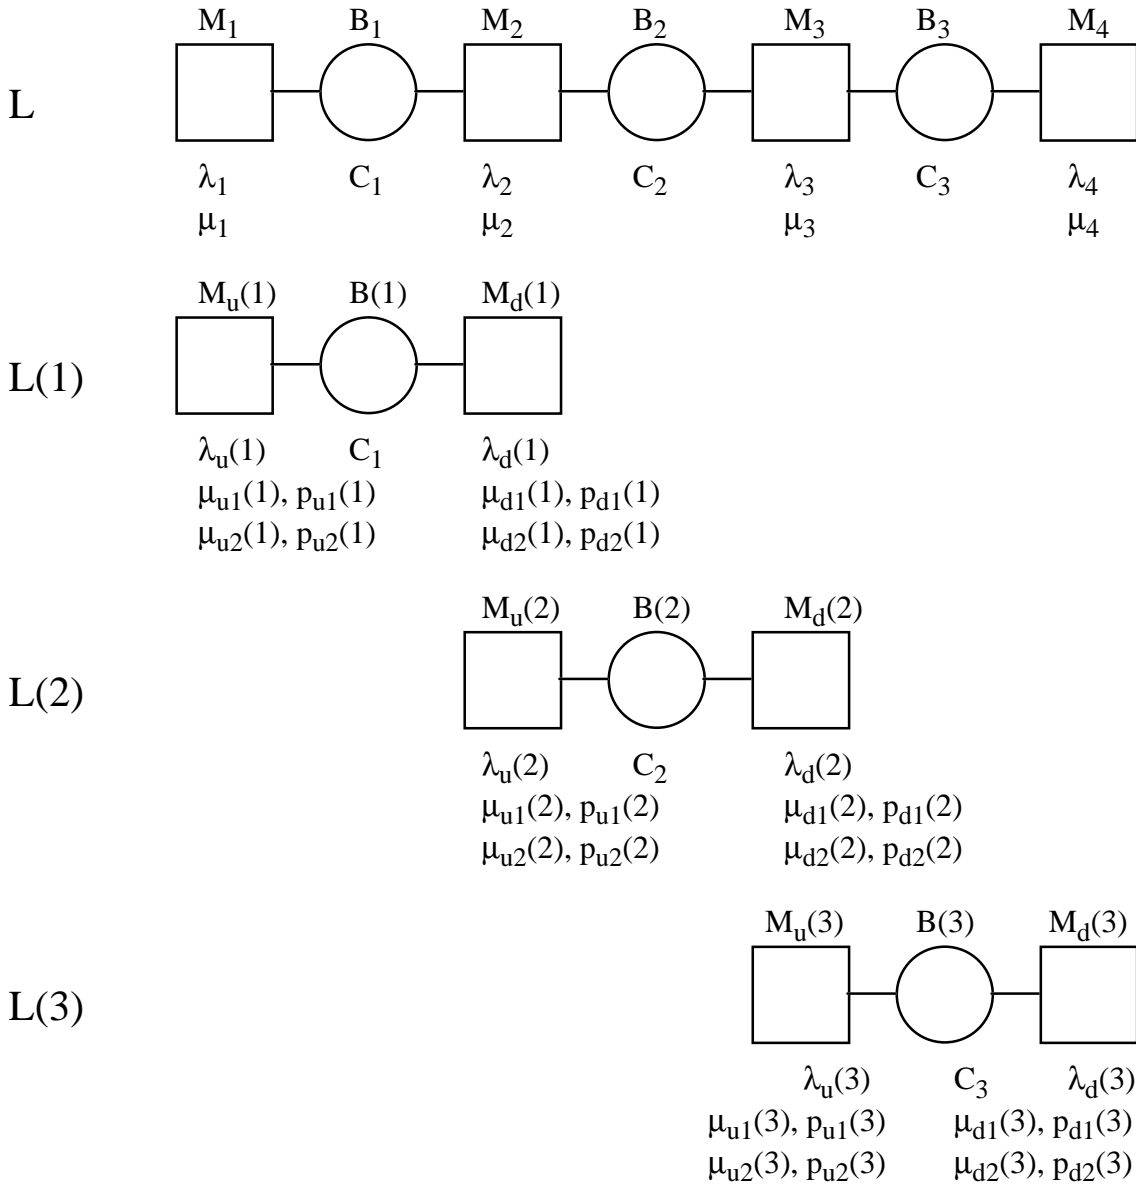 M1 B1 M2 B2 M3 B3 M4
L
λ1 C1 λ2 C2 λ3 C3 λ4
μ1 μ2 μ3 μ4
Mu(1) B(1) Md(1)
L(1)
λu(1) C1 λd(1)
μu1(1), pu1(1) μd1(1), pd1(1)
μu2(1), pu2(1) μd2(1), pd2(1)
Mu(2) B(2) Md(2)
L(2)
λu(2) C2 λd(2)
μu1(2), pu1(2) μd1(2), pd1(2)
μu2(2), pu2(2) μd2(2), pd2(2)
Mu(3) B(3) Md(3)
L(3)
λu(3) C3 λd(3)
μu1(3), pu1(3) μd1(3), pd1(3)
μu2(3), pu2(3) μd2(3), pd2(3)